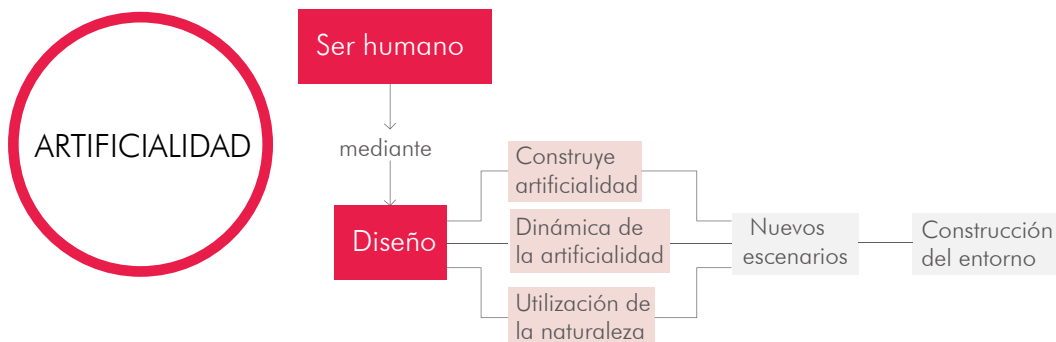 ARTIFICIALIDAD
Ser humano
mediante
Diseño
Construye
artificialidad
Dinámica de
la artificialidad
Utilización de
la naturaleza
Nuevos
escenarios
Construcción
del entorno